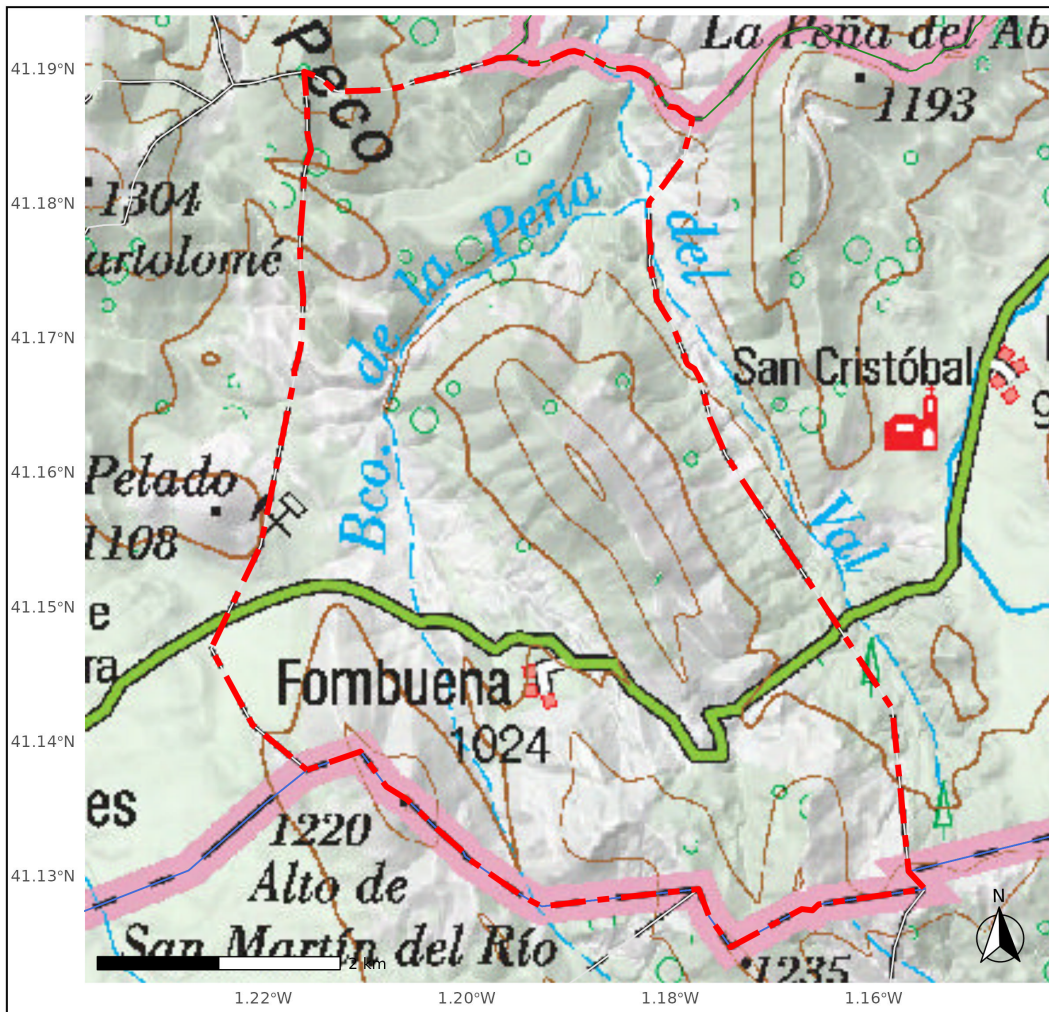 41.19°N
41.18°N
41.17°N
41.16°N
41.15°N
41.14°N
41.13°N
1.22°W
1.20°W
1.18°W
1.16°W
Peco
La Peña del Ab
1193
1304
artolomé
Bco. de la Peña
del Val
San Cristóbal
Pelado
1108
e
ra
Fombuena
1024
es
1220
Alto de
San Martín del Río
1235
2 km
N